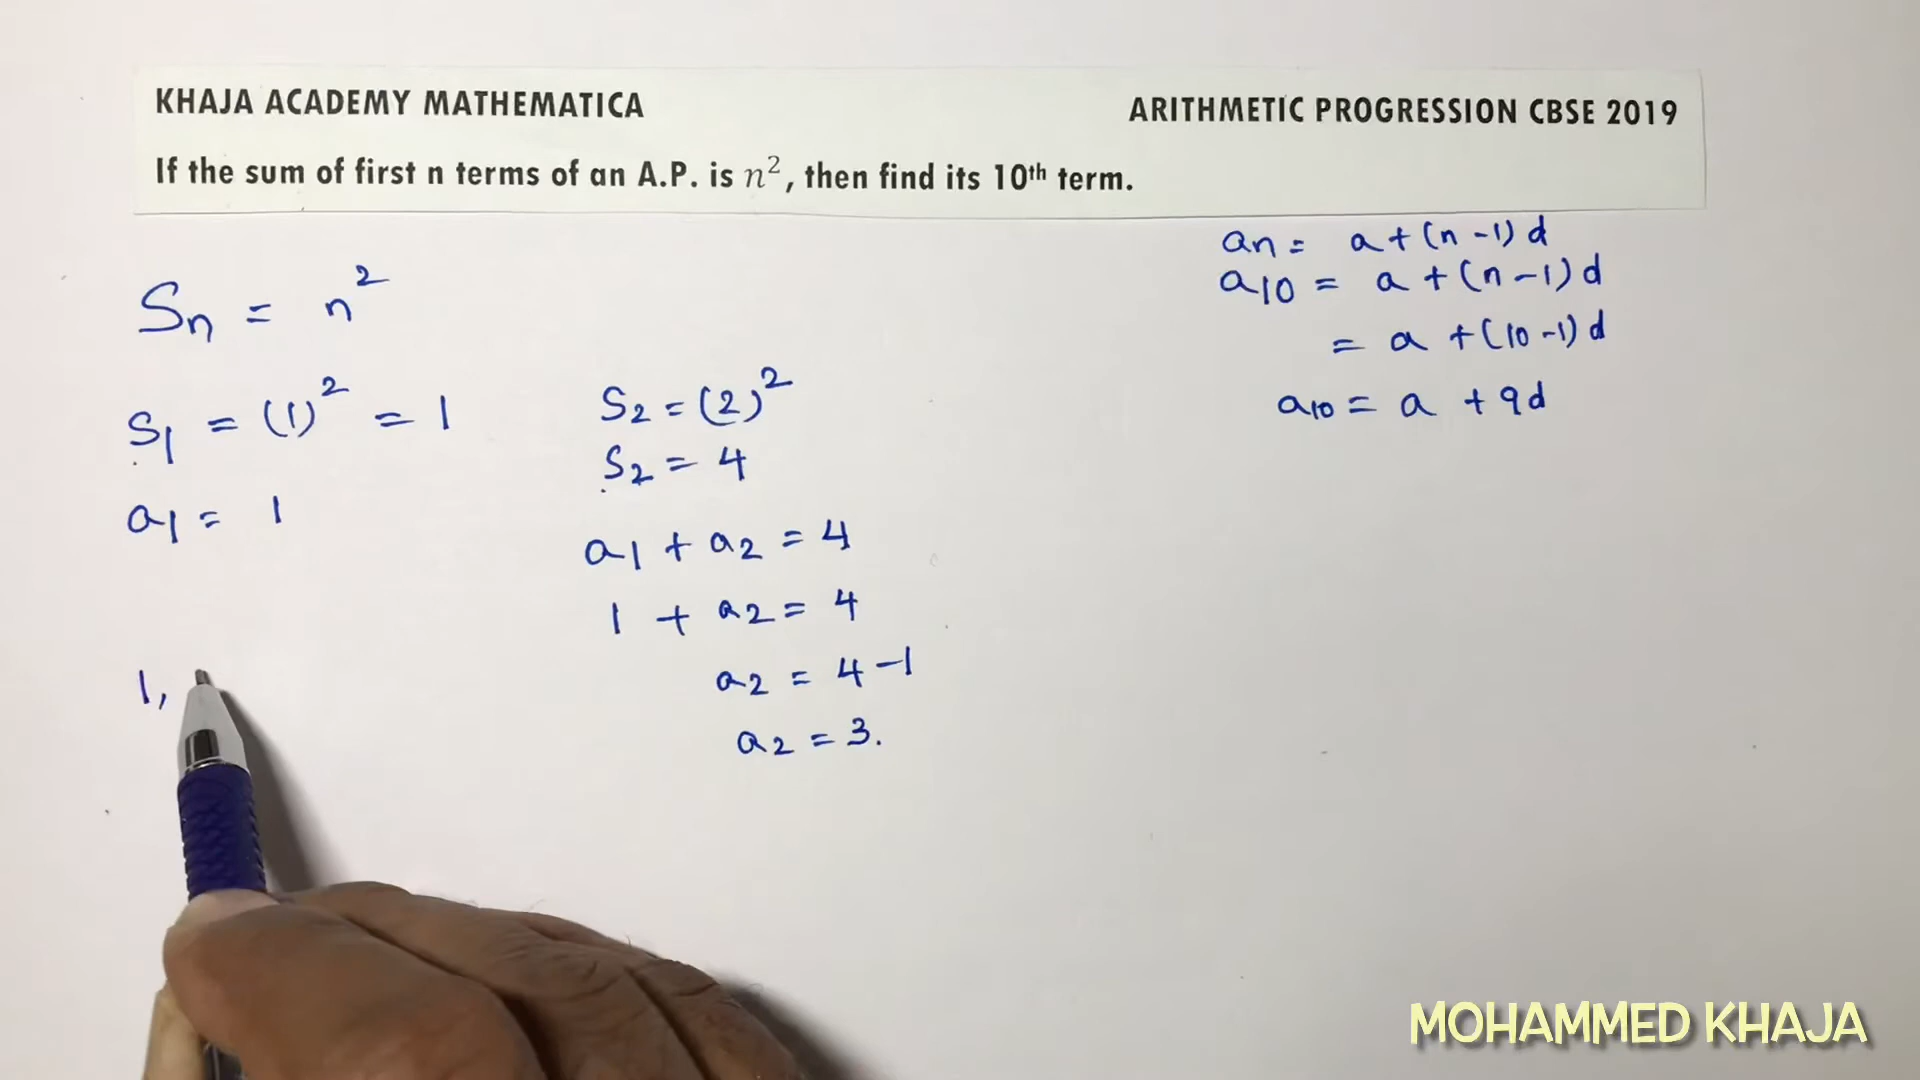 KHAJA ACADEMY MATHEMATICA
ARITHMETIC PROGRESSION CBSE 2019
If the sum of first n terms of an A.P. is n², then find its 10th term.
Sn = n²
S1 = (1)² = 1
a1 = 1
1,
S2 = (2)²
S2 = 4
a1 + a2 = 4
1 + a2 = 4
a2 = 4 - 1
a2 = 3.
an = a + (n - 1) d
a10 = a + (n - 1) d
= a + (10 - 1) d
a10 = a + 9d
MOHAMMED KHAJA